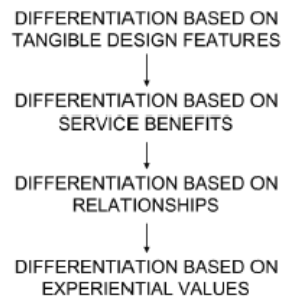 DIFFERENTIATION BASED ON
TANGIBLE DESIGN FEATURES
DIFFERENTIATION BASED ON
SERVICE BENEFITS
DIFFERENTIATION BASED ON
RELATIONSHIPS
DIFFERENTIATION BASED ON
EXPERIENTIAL VALUES